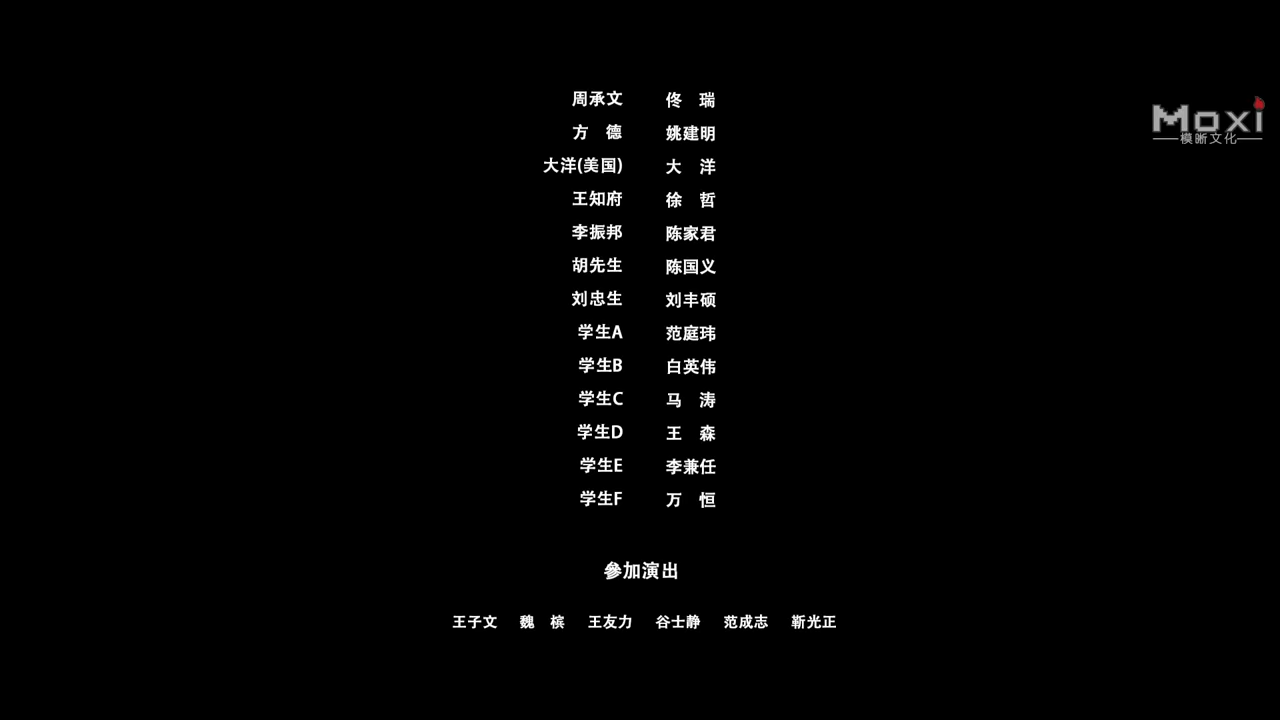 周承文 佟 瑞
方 德 姚建明
大洋(美国) 大 洋
王知府 徐 哲
李振邦 陈家君
胡先生 陈国义
刘忠生 刘丰硕
学生A 范庭玮
学生B 白英伟
学生C 马 涛
学生D 王 森
学生E 李兼任
学生F 万 恒
參加演出
王子文 魏 槟 王友力 谷士静 范成志 靳光正
Moxi
模晰文化